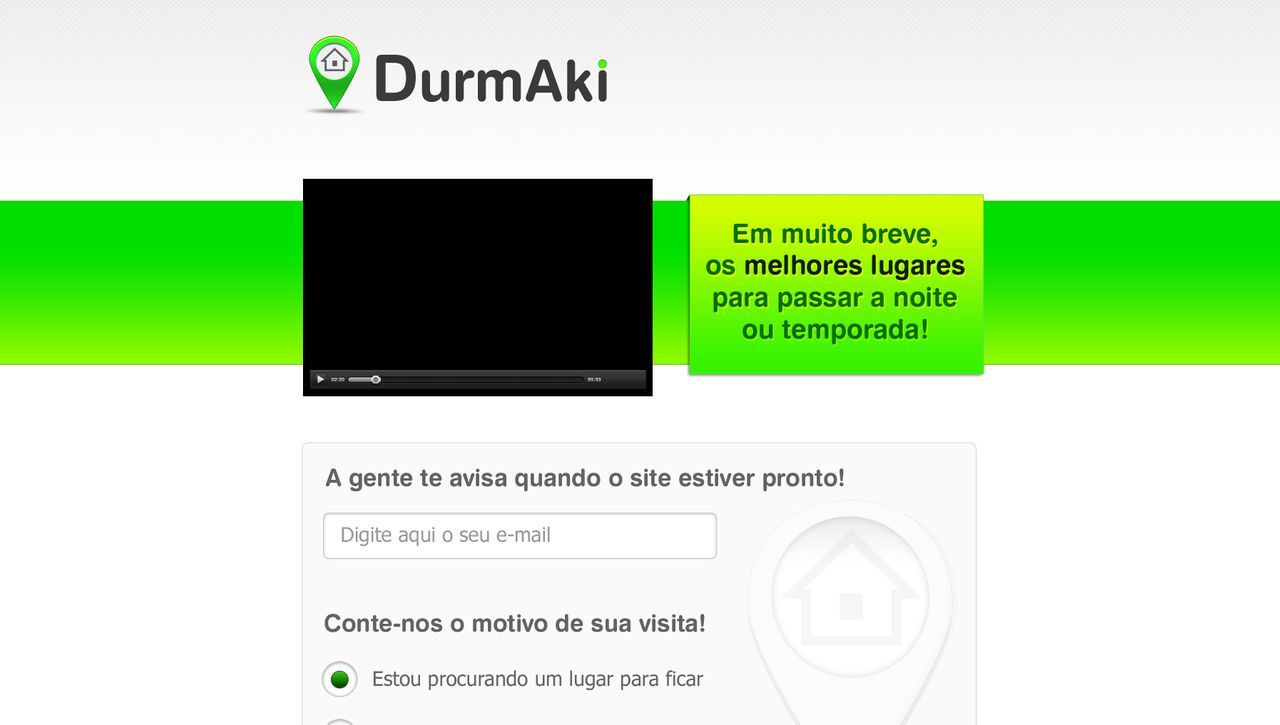 DurmAki
Em muito breve,
os melhores lugares
para passar a noite
ou temporada!
02:20
85:33
A gente te avisa quando o site estiver pronto!
Digite aqui o seu e-mail
Conte-nos o motivo de sua visita!
Estou procurando um lugar para ficar